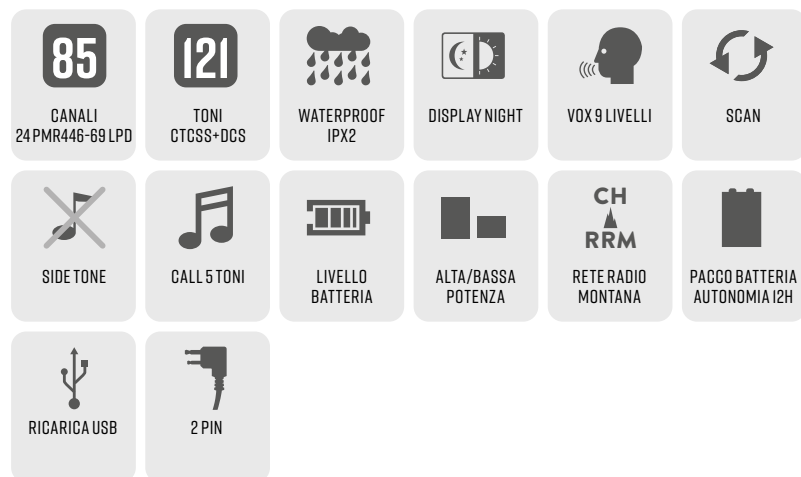 85
CANALI
24 PMR446-69 LPD
121
TONI
CTCSS+DCS
WATERPROOF
IPX2
DISPLAY NIGHT
VOX 9 LIVELLI
SCAN
SIDE TONE
CALL 5 TONI
LIVELLO
BATTERIA
ALTA/BASSA
POTENZA
CH
RRM
RETE RADIO
MONTANA
PACCO BATTERIA
AUTONOMIA 12H
RICARICA USB
2 PIN